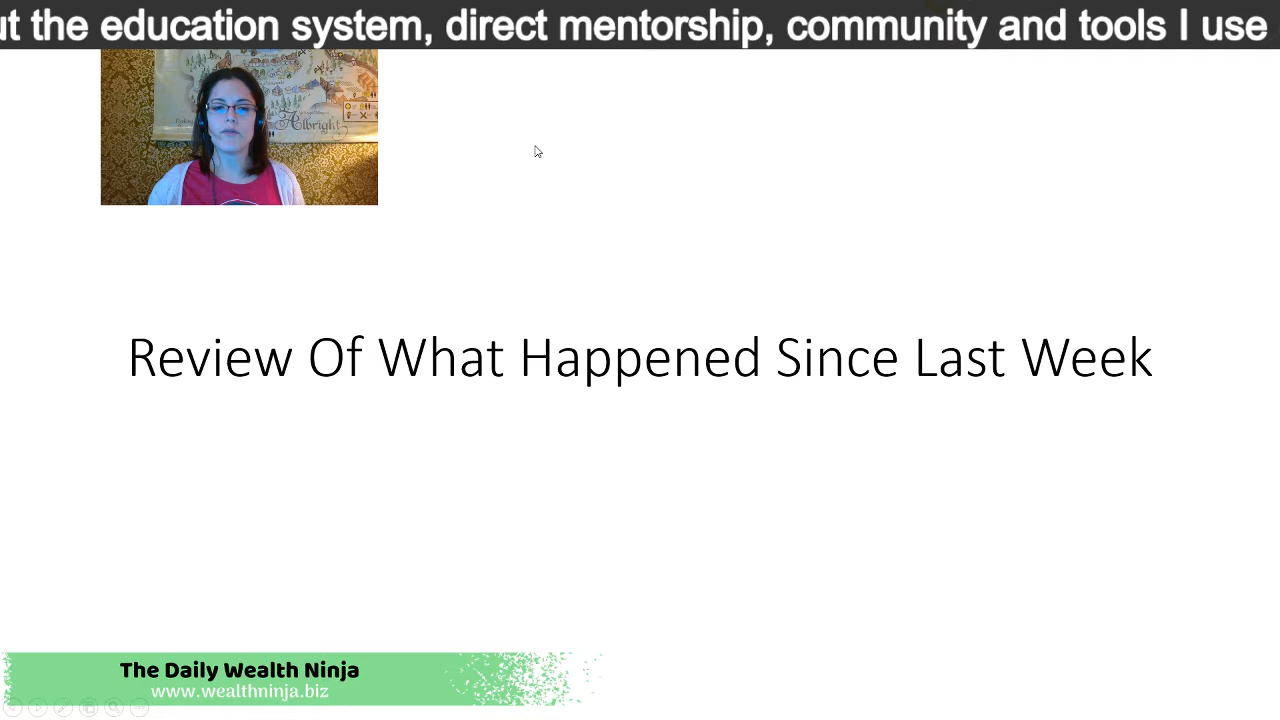 ut the education system, direct mentorship, community and tools I use
Albright
Review Of What Happened Since Last Week
The Daily Wealth Ninja
www.wealthninja.biz